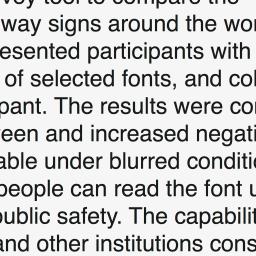 vey tool to compare the
way signs around the wor
esented participants with
of selected fonts, and col
pant. The results were cor
een and increased negati
able under blurred conditi
people can read the font u
public safety. The capabilit
and other institutions cons